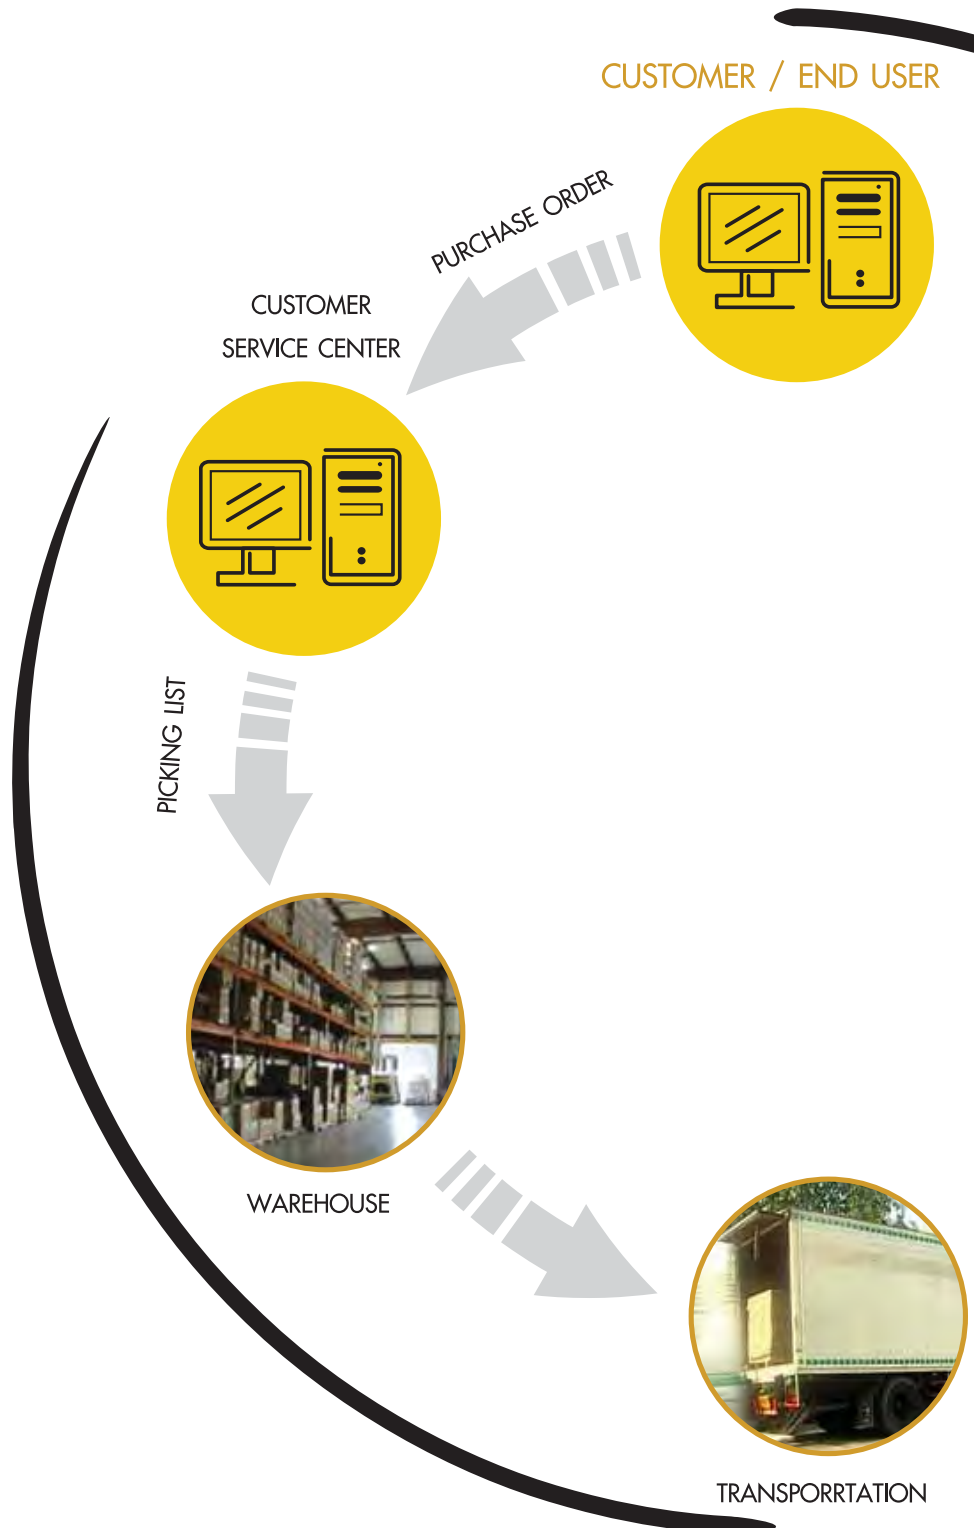 CUSTOMER / END USER
PURCHASE ORDER
CUSTOMER
SERVICE CENTER
PICKING LIST
WAREHOUSE
TRANSPORRTATION